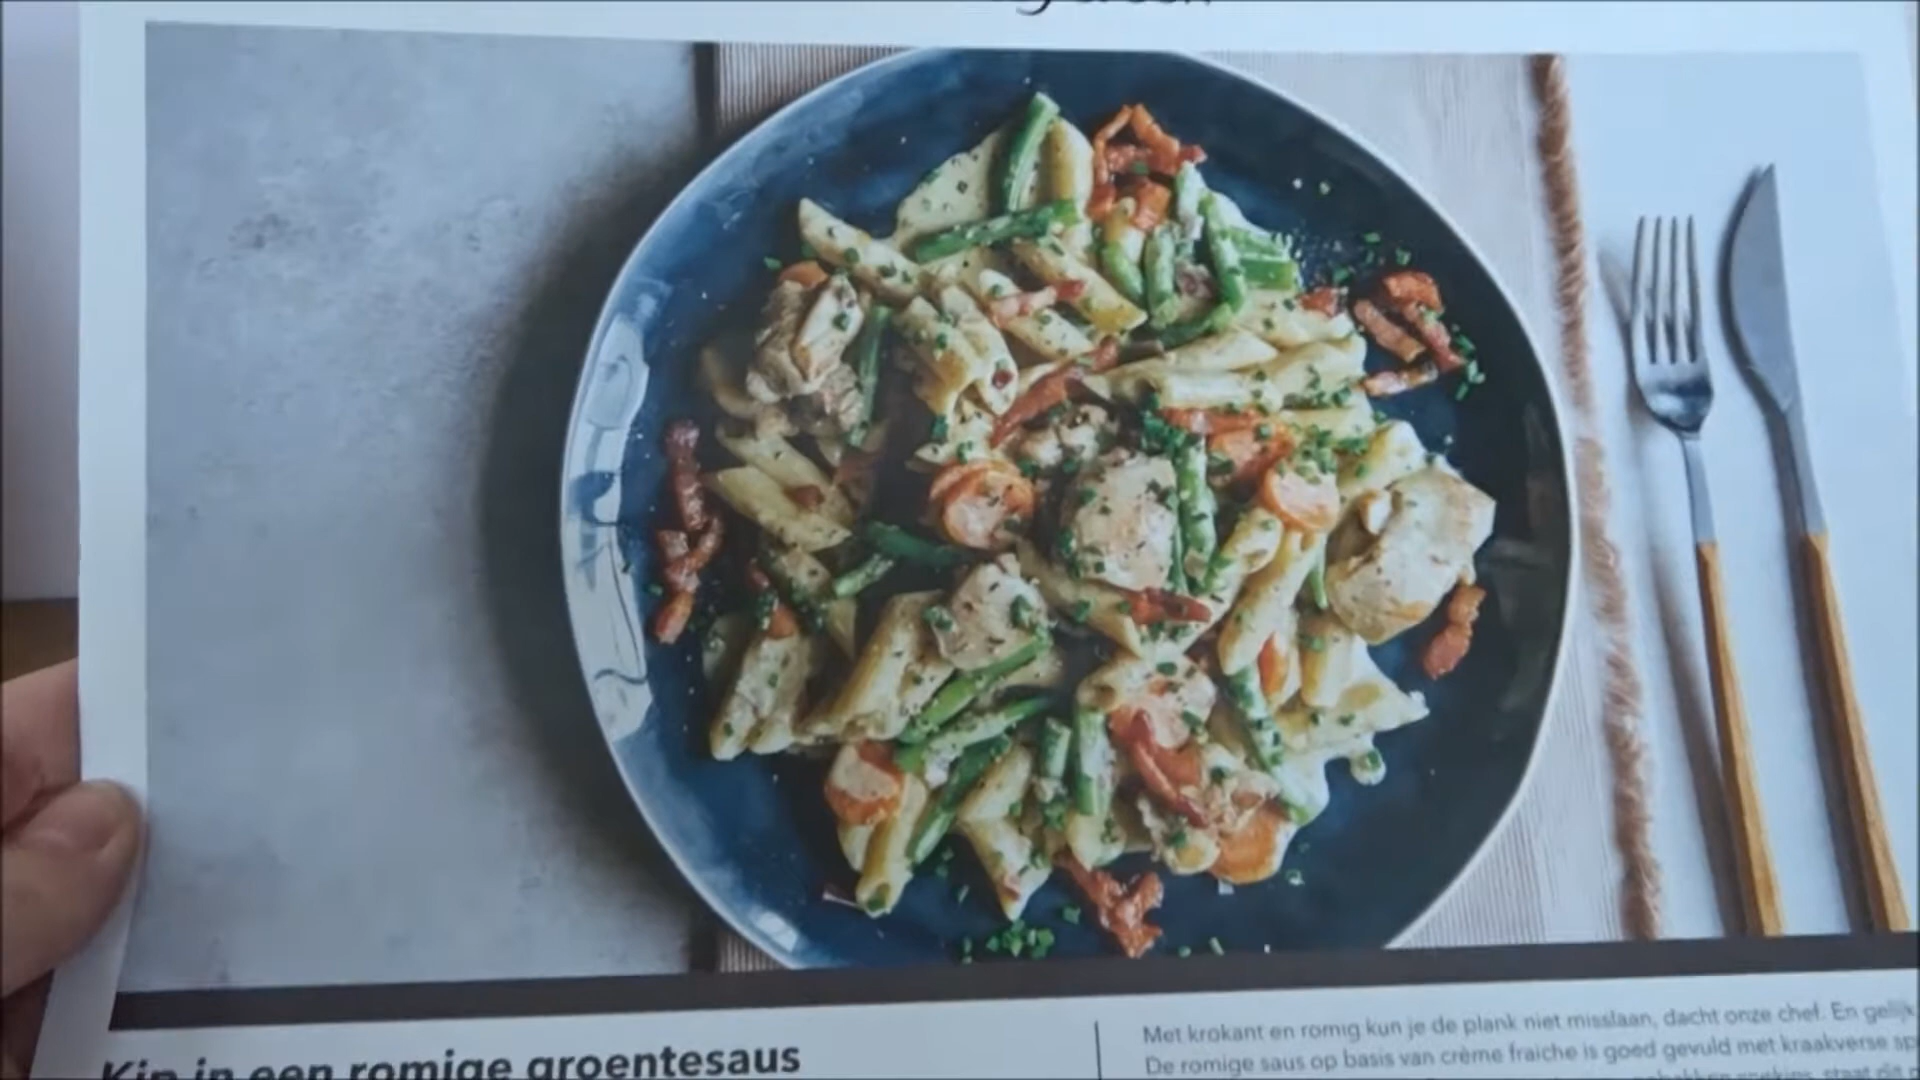 Kip in een romige groentesaus
Met krokant en romig kun je de plank niet misslaan, dacht onze chef. En gelijk
De romige saus op basis van crème fraîche is goed gevuld met kraakverse